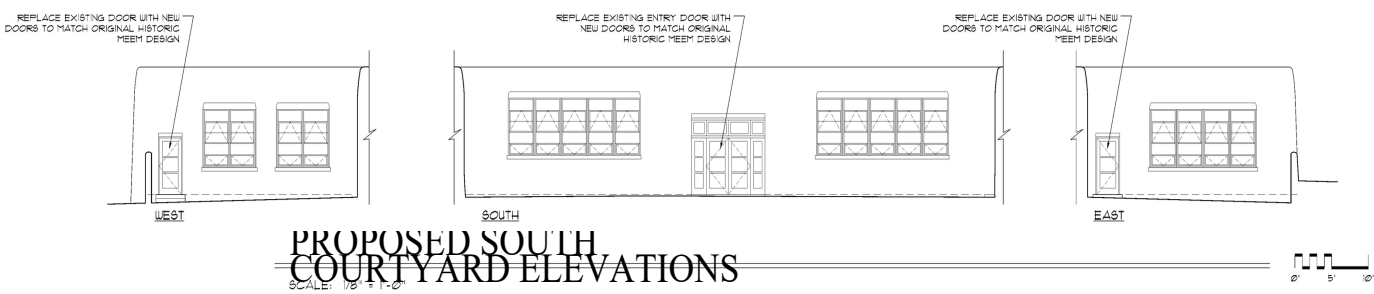 REPLACE EXISTING DOOR WITH NEW
DOORS TO MATCH ORIGINAL HISTORIC
MEEM DESIGN
REPLACE EXISTING ENTRY DOOR WITH
NEW DOORS TO MATCH ORIGINAL
HISTORIC MEEM DESIGN
REPLACE EXISTING DOOR WITH NEW
DOORS TO MATCH ORIGINAL HISTORIC
MEEM DESIGN
WEST
SOUTH
EAST
PROPOSED SOUTH
COURTYARD ELEVATIONS
SCALE: 1/8" = 1'-0"
0' 5' 10'